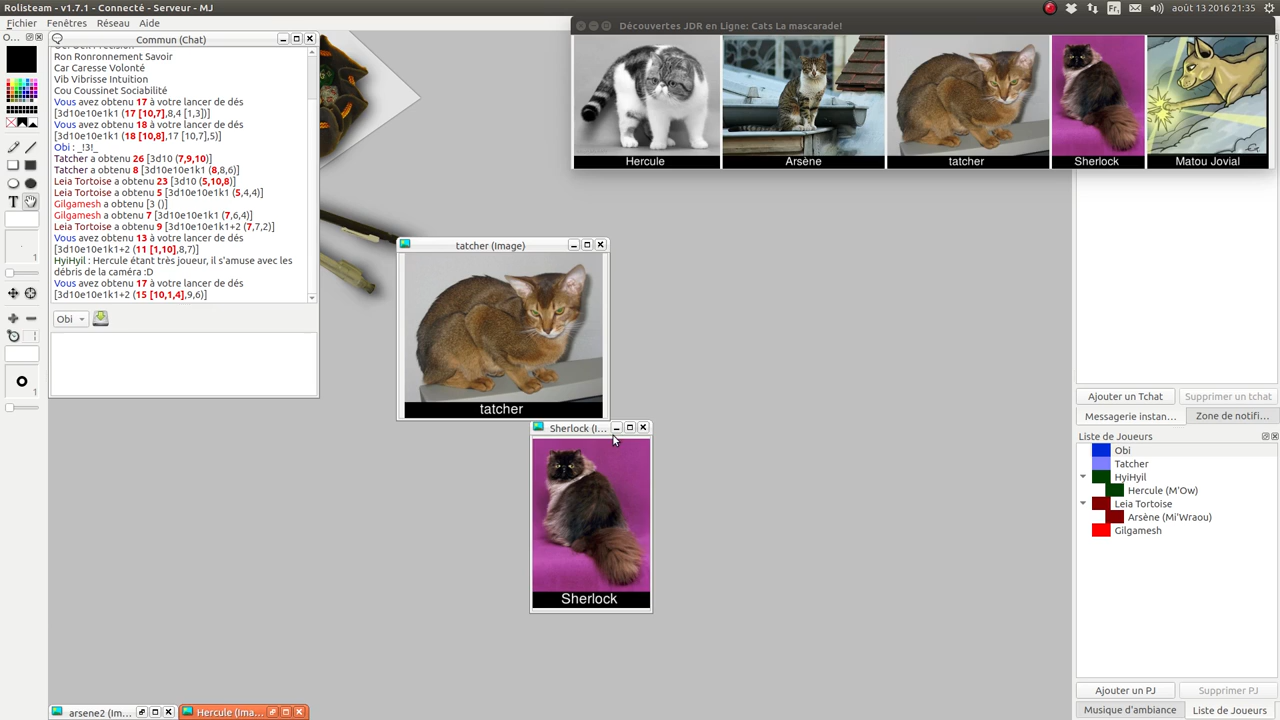 Rolisteam - v1.7.1 - Connecté - Serveur - MJ
Fr
août 13 2016 21:35
Fichier Fenêtres Réseau Aide
Découvertes JDR en Ligne: Cats La mascarade!
Hercule
Arsène
tatcher
Sherlock
Matou Jovial
O...
Commun (Chat)
Ron Ronronnement Savoir
Car Caresse Volonté
Vib Vibrisse Intuition
Cou Coussinet Sociabilité
Vous avez obtenu 17 à votre lancer de dés
[3d10e10e1k1 (17 [10,7],8,4 [1,3])]
Vous avez obtenu 18 à votre lancer de dés
[3d10e10e1k1 (18 [10,8],17 [10,7],5)]
Obi : _!3!_
Tatcher a obtenu 26 [3d10 (7,9,10)]
Tatcher a obtenu 8 [3d10e10e1k1 (8,8,6)]
Leia Tortoise a obtenu 23 [3d10 (5,10,8)]
Leia Tortoise a obtenu 5 [3d10e10e1k1 (5,4,4)]
Gilgamesh a obtenu [3 ()]
Gilgamesh a obtenu 7 [3d10e10e1k1 (7,6,4)]
Leia Tortoise a obtenu 9 [3d10e10e1k1+2 (7,7,2)]
Vous avez obtenu 13 à votre lancer de dés
[3d10e10e1k1+2 (11 [1,10],8,7)]
HyiHyil : Hercule étant très joueur, il s'amuse avec les
débris de la caméra :D
Vous avez obtenu 17 à votre lancer de dés
[3d10e10e1k1+2 (15 [10,1,4],9,6)]
Obi
T
1
1
1
tatcher (Image)
tatcher
Sherlock (I...
Sherlock
Ajouter un Tchat
Supprimer un tchat
Messagerie instan...
Zone de notifi...
Liste de Joueurs
Obi
Tatcher
HyiHyil
Hercule (M'Ow)
Leia Tortoise
Arsène (Mi'Wraou)
Gilgamesh
Ajouter un PJ
Supprimer PJ
Musique d'ambiance
Liste de Joueurs
arsene2 (Im...
Hercule (Ima...